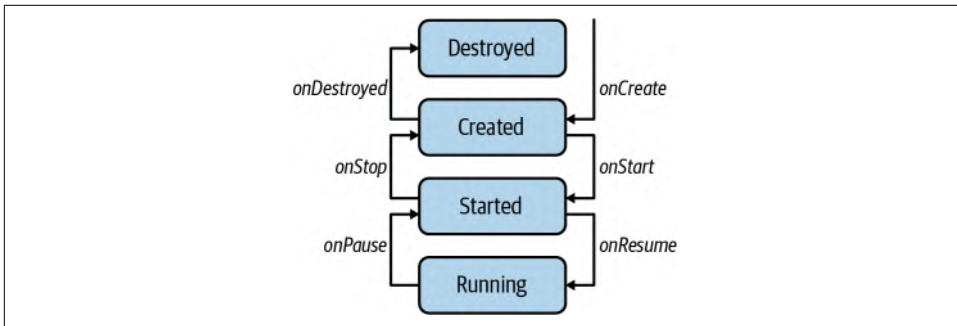 Destroyed
onDestroyed
onCreate
Created
onStop
onStart
Started
onPause
onResume
Running